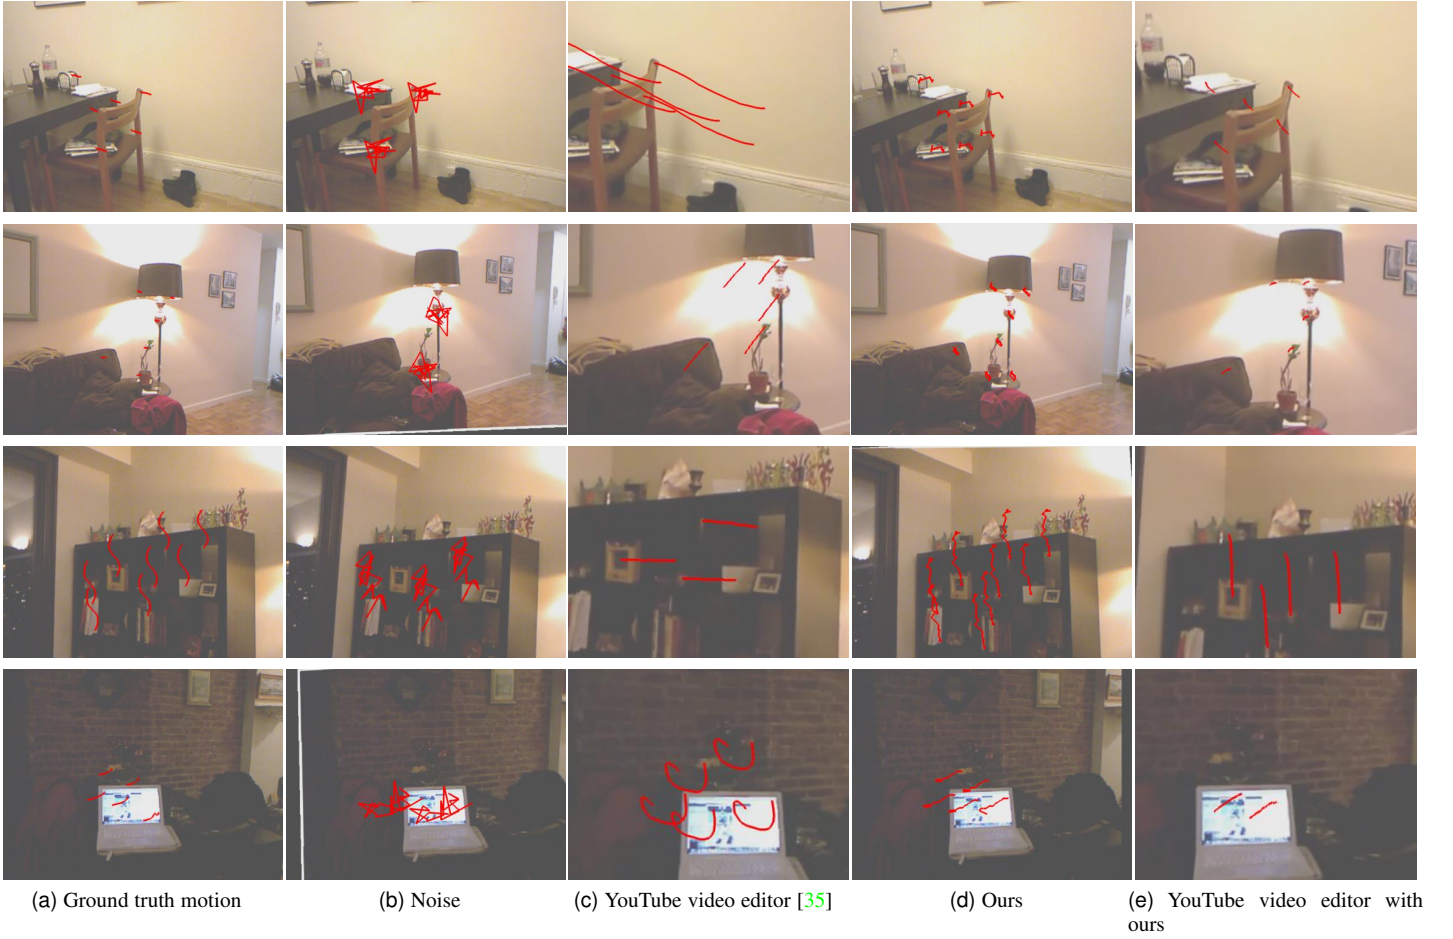 (a) Ground truth motion
(b) Noise
(c) YouTube video editor [35]
(d) Ours
(e) YouTube video editor with
ours